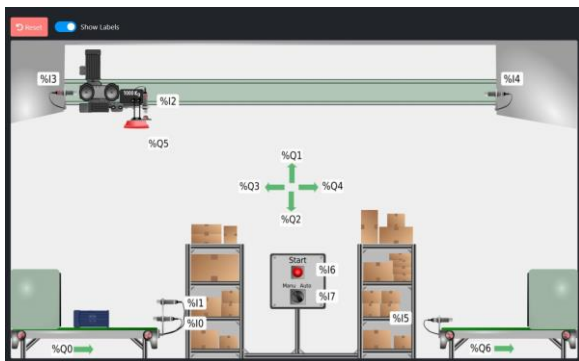 Reset
Show Labels
%I3
%I4
%I2
%Q5
%Q1
%Q3
%Q4
%Q2
Start
%I6
Manu Auto
%I7
%I1
%I0
%I5
%Q0
%Q6